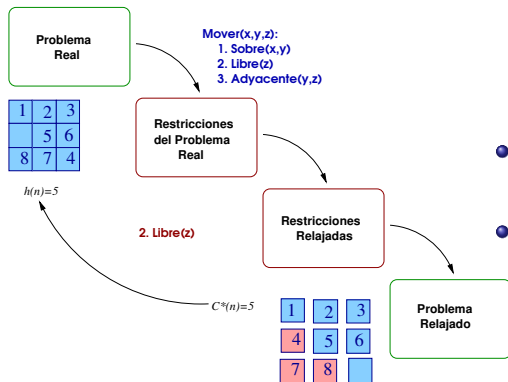 Problema
Real
Mover(x,y,z):
1. Sobre(x,y)
2. Libre(z)
3. Adyacente(y,z)
1 2 3
5 6
8 7 4
h(n)=5
Restricciones
del Problema
Real
Restricciones
Relajadas
2. Libre(z)
C*(n)=5
1 2 3
4 5 6
7 8
Problema
Relajado